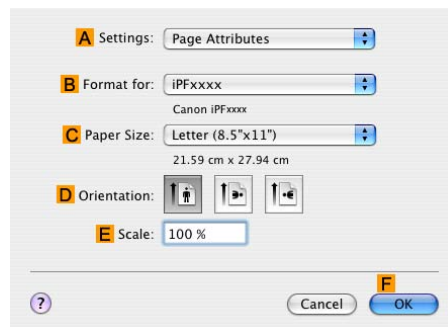 A Settings: Page Attributes
B Format for: iPFxxxx
Canon iPFxxxx
C Paper Size: Letter (8.5"x11")
21.59 cm x 27.94 cm
D Orientation:
E Scale: 100 %
F
? Cancel OK